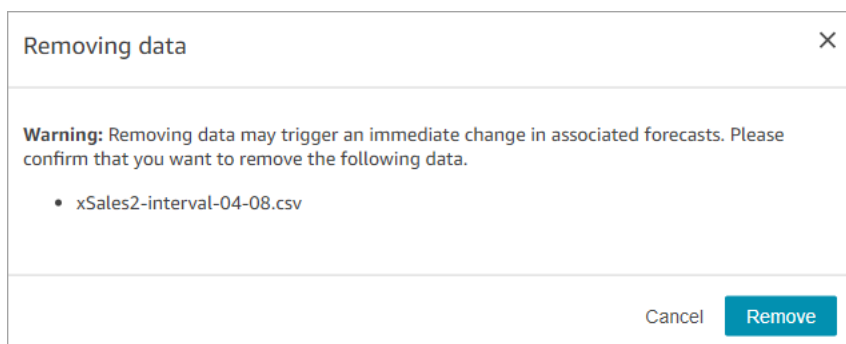 Removing data
Warning: Removing data may trigger an immediate change in associated forecasts. Please
confirm that you want to remove the following data.
• xSales2-interval-04-08.csv
Cancel Remove